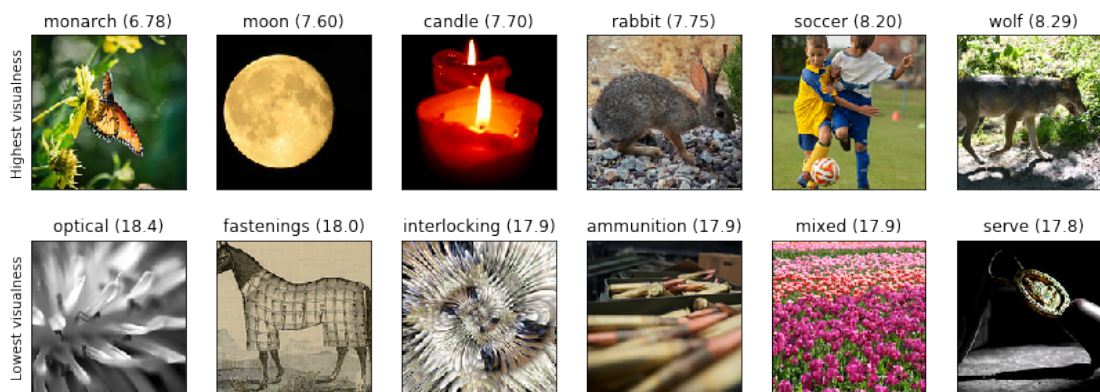 Highest visualness
monarch (6.78)
moon (7.60)
candle (7.70)
rabbit (7.75)
soccer (8.20)
wolf (8.29)
Lowest visualness
optical (18.4)
fastenings (18.0)
interlocking (17.9)
ammunition (17.9)
mixed (17.9)
serve (17.8)